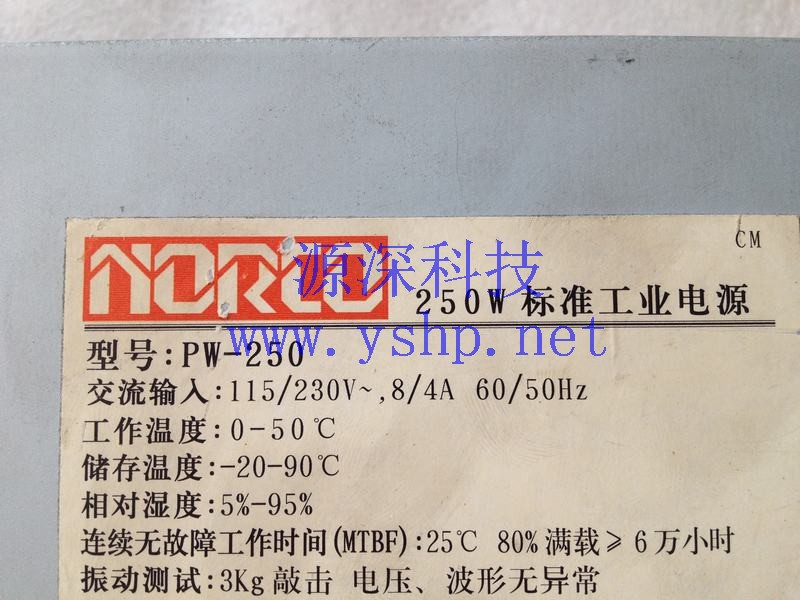 CM
NORCO
源深科技
250W 标准工业电源
www.yshp.net
型号:PW-250
交流输入:115/230V~,8/4A 60/50Hz
工作温度:0-50℃
储存温度:-20-90℃
相对湿度:5%-95%
连续无故障工作时间(MTBF):25℃ 80%满载≥6万小时
振动测试:3Kg敲击 电压、波形无异常